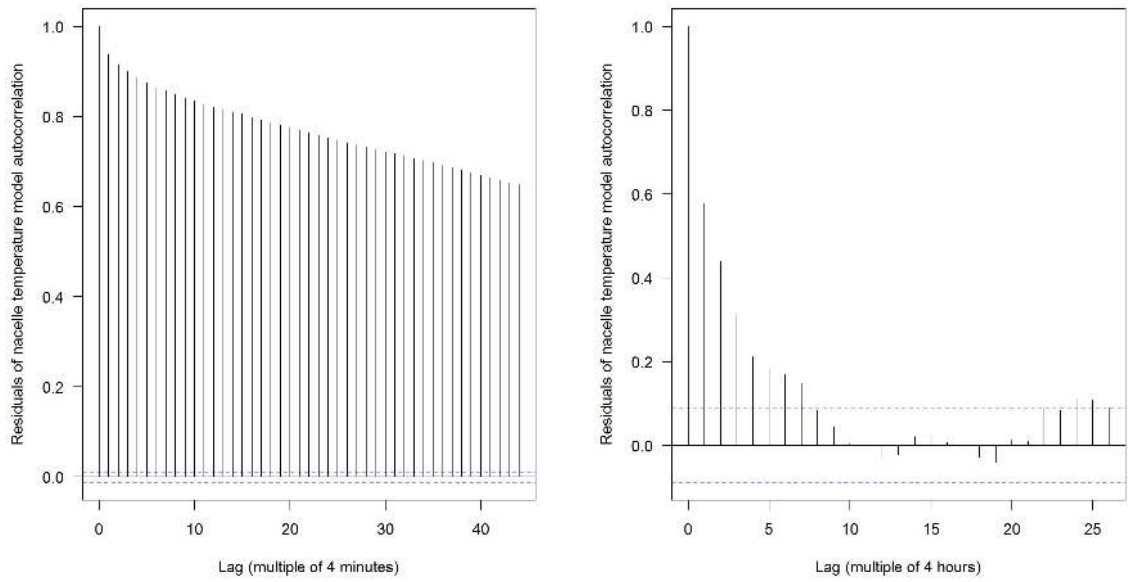 Residuals of nacelle temperature model autocorrelation
1.0
0.8
0.6
0.4
0.2
0.0
0 10 20 30 40
Lag (multiple of 4 minutes)
Residuals of nacelle temperature model autocorrelation
1.0
0.8
0.6
0.4
0.2
0.0
0 5 10 15 20 25
Lag (multiple of 4 hours)